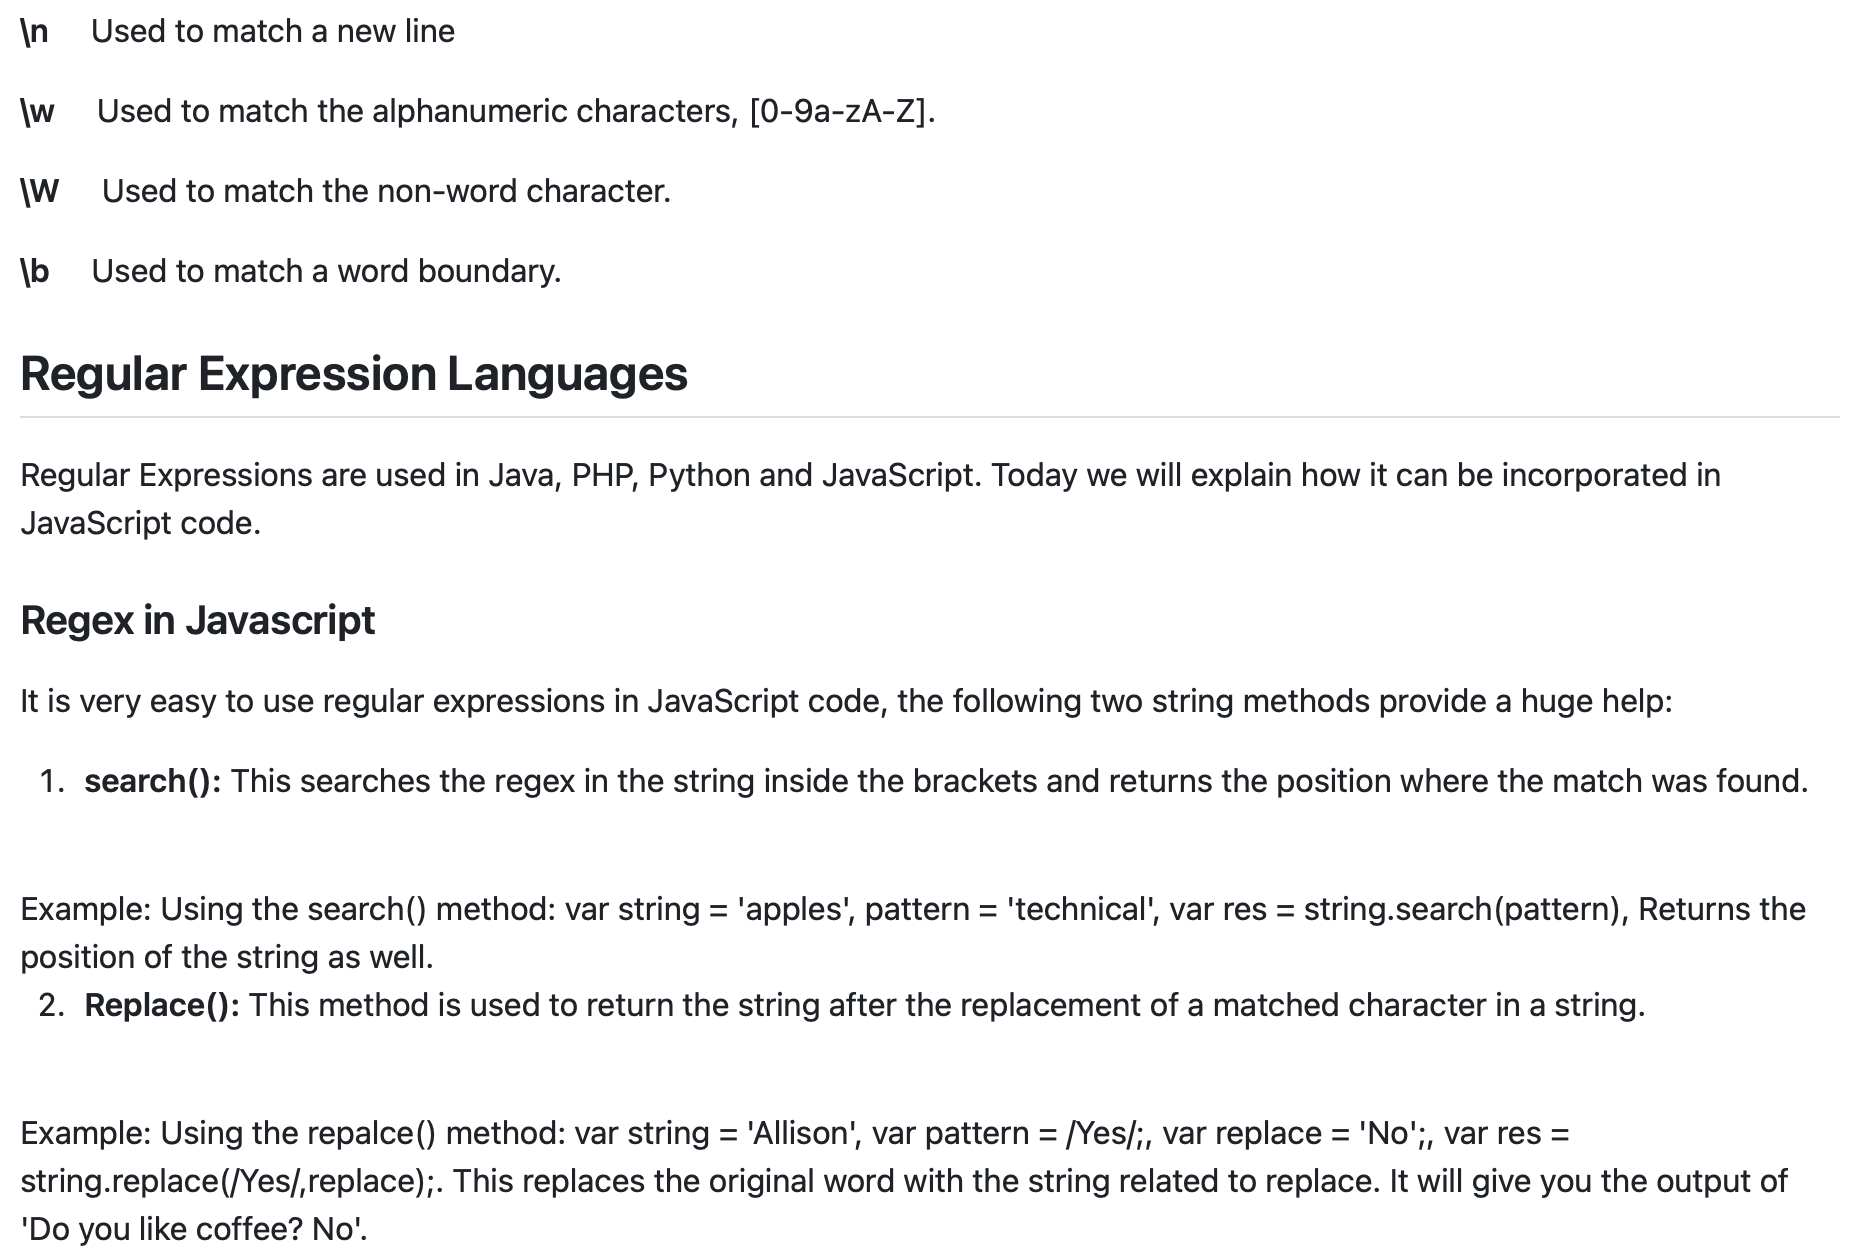 \n Used to match a new line
\w Used to match the alphanumeric characters, [0-9a-zA-Z].
\W Used to match the non-word character.
\b Used to match a word boundary.
Regular Expression Languages
Regular Expressions are used in Java, PHP, Python and JavaScript. Today we will explain how it can be incorporated in
JavaScript code.
Regex in Javascript
It is very easy to use regular expressions in JavaScript code, the following two string methods provide a huge help:
1. search(): This searches the regex in the string inside the brackets and returns the position where the match was found.
Example: Using the search() method: var string = 'apples', pattern = 'technical', var res = string.search(pattern), Returns the
position of the string as well.
2. Replace(): This method is used to return the string after the replacement of a matched character in a string.
Example: Using the repalce() method: var string = 'Allison', var pattern = /Yes/;, var replace = 'No';, var res =
string.replace(/Yes/,replace);. This replaces the original word with the string related to replace. It will give you the output of
'Do you like coffee? No'.